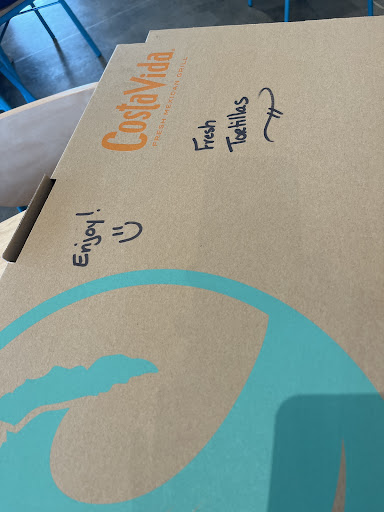 CostaVida
FRESH MEXICAN GRILL
Fresh
Tortillas
Enjoy!